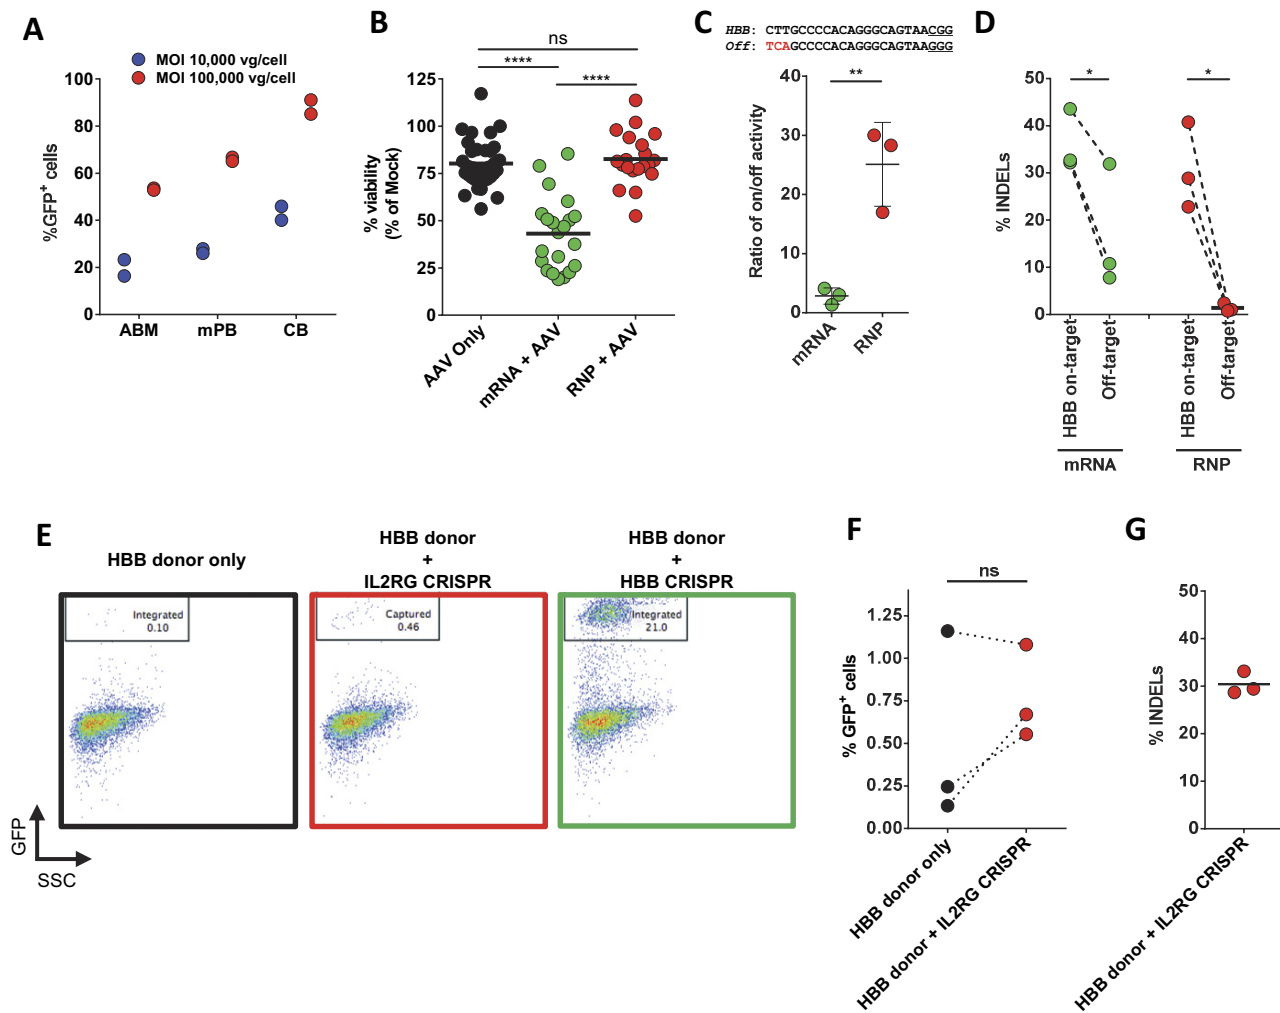 A
MOI 10,000 vg/cell
MOI 100,000 vg/cell
%GFP+ cells
100
80
60
40
20
0
ABM
mPB
CB
B
ns
****
****
% viability
(% of Mock)
125
100
75
50
25
0
AAV Only
mRNA + AAV
RNP + AAV
C
HBB: CTTGCCCCACAGGGCAGTAACGG
Off: TCAGCCCCACAGGGCAGTAAGGG
**
Ratio of on/off activity
40
30
20
10
0
mRNA
RNP
D
*
*
% INDELs
50
40
30
20
10
0
HBB on-target
Off-target
HBB on-target
Off-target
mRNA
RNP
E
HBB donor only
HBB donor
+
IL2RG CRISPR
HBB donor
+
HBB CRISPR
Integrated
0.10
Captured
0.46
Integrated
21.0
GFP
SSC
F
ns
% GFP+ cells
1.25
1.00
0.75
0.50
0.25
0.00
HBB donor only
HBB donor + IL2RG CRISPR
G
% INDELs
50
40
30
20
10
0
HBB donor + IL2RG CRISPR